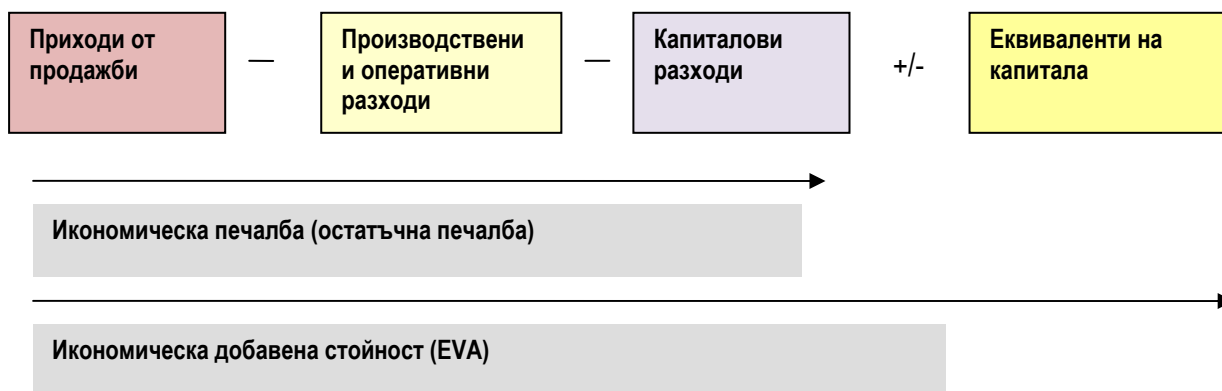 Приходи от
продажби
—
Производствени
и оперативни
разходи
—
Капиталови
разходи
+/-
Еквиваленти на
капитала
Икономическа печалба (остатъчна печалба)
Икономическа добавена стойност (EVA)